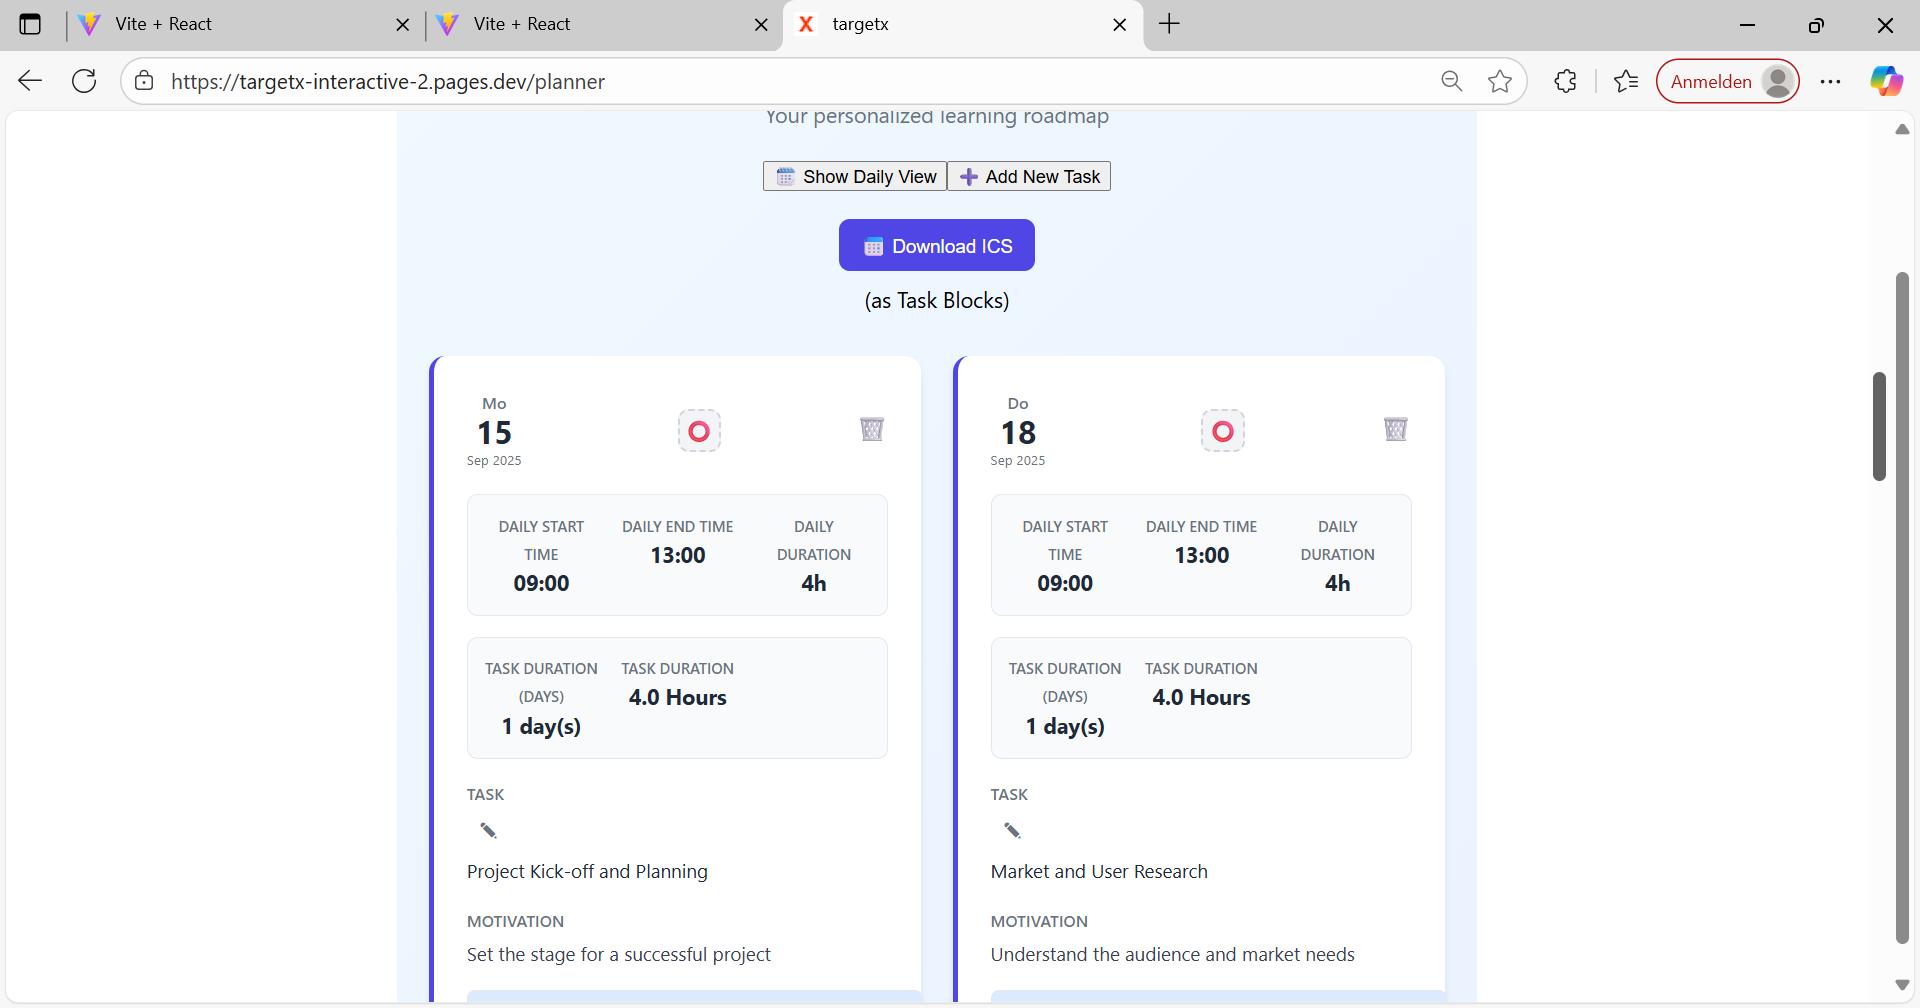 Vite + React
Vite + React
X targetx
https://targetx-interactive-2.pages.dev/planner
Anmelden
Your personalized learning roadmap
Show Daily View
Add New Task
Download ICS
(as Task Blocks)
Mo
15
Sep 2025
DAILY START
TIME
09:00
DAILY END TIME
13:00
DAILY
DURATION
4h
TASK DURATION
(DAYS)
1 day(s)
TASK DURATION
4.0 Hours
TASK
Project Kick-off and Planning
MOTIVATION
Set the stage for a successful project
Do
18
Sep 2025
DAILY START
TIME
09:00
DAILY END TIME
13:00
DAILY
DURATION
4h
TASK DURATION
(DAYS)
1 day(s)
TASK DURATION
4.0 Hours
TASK
Market and User Research
MOTIVATION
Understand the audience and market needs